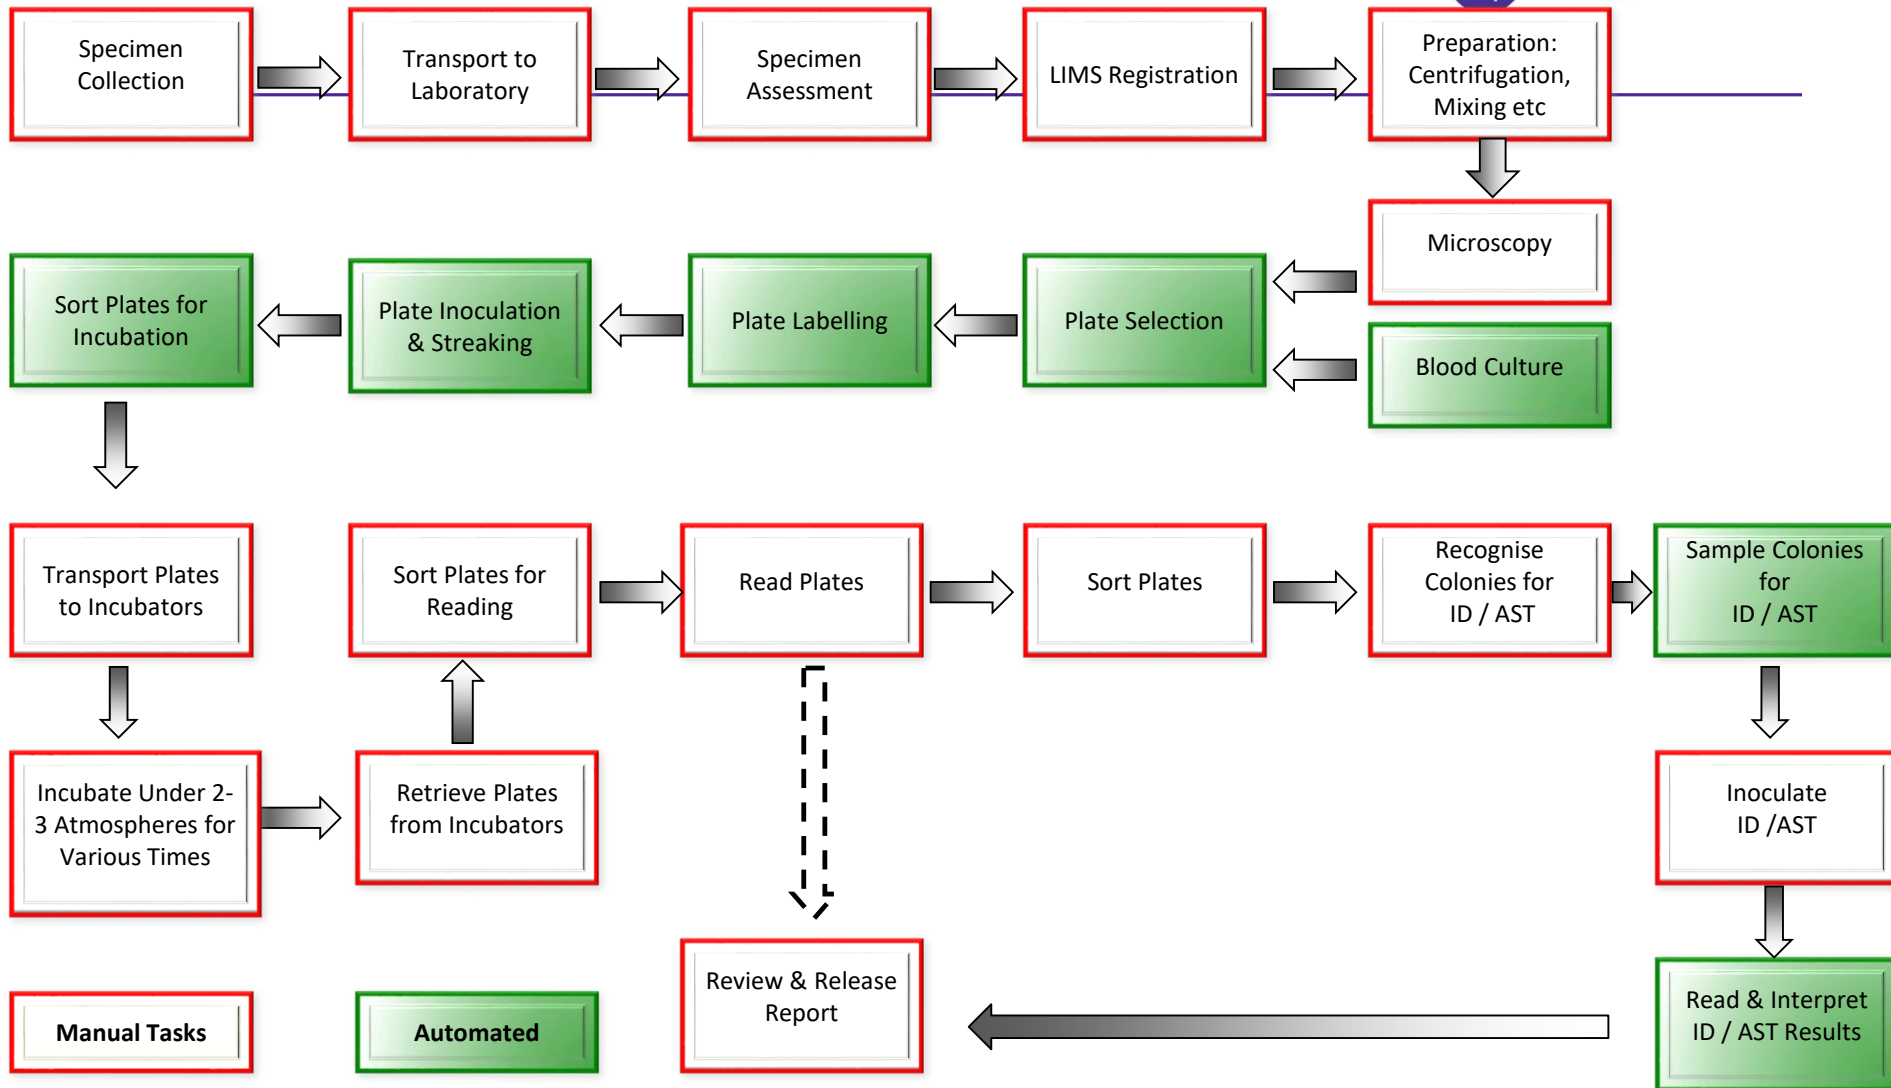 Specimen
Collection
Transport to
Laboratory
Specimen
Assessment
LIMS Registration
Preparation:
Centrifugation,
Mixing etc
Microscopy
Sort Plates for
Incubation
Plate Inoculation
& Streaking
Plate Labelling
Plate Selection
Blood Culture
Transport Plates
to Incubators
Sort Plates for
Reading
Read Plates
Sort Plates
Recognise
Colonies for
ID / AST
Sample Colonies
for
ID / AST
Incubate Under 2-
3 Atmospheres for
Various Times
Retrieve Plates
from Incubators
Inoculate
ID /AST
Review & Release
Report
Read & Interpret
ID / AST Results
Manual Tasks
Automated